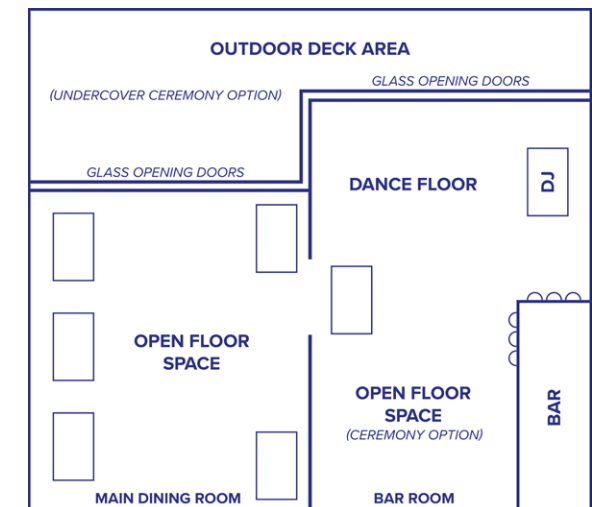 OUTDOOR DECK AREA
GLASS OPENING DOORS
(UNDERCOVER CEREMONY OPTION)
GLASS OPENING DOORS
DANCE FLOOR
DJ
OPEN FLOOR
SPACE
OPEN FLOOR
SPACE
(CEREMONY OPTION)
BAR
MAIN DINING ROOM
BAR ROOM